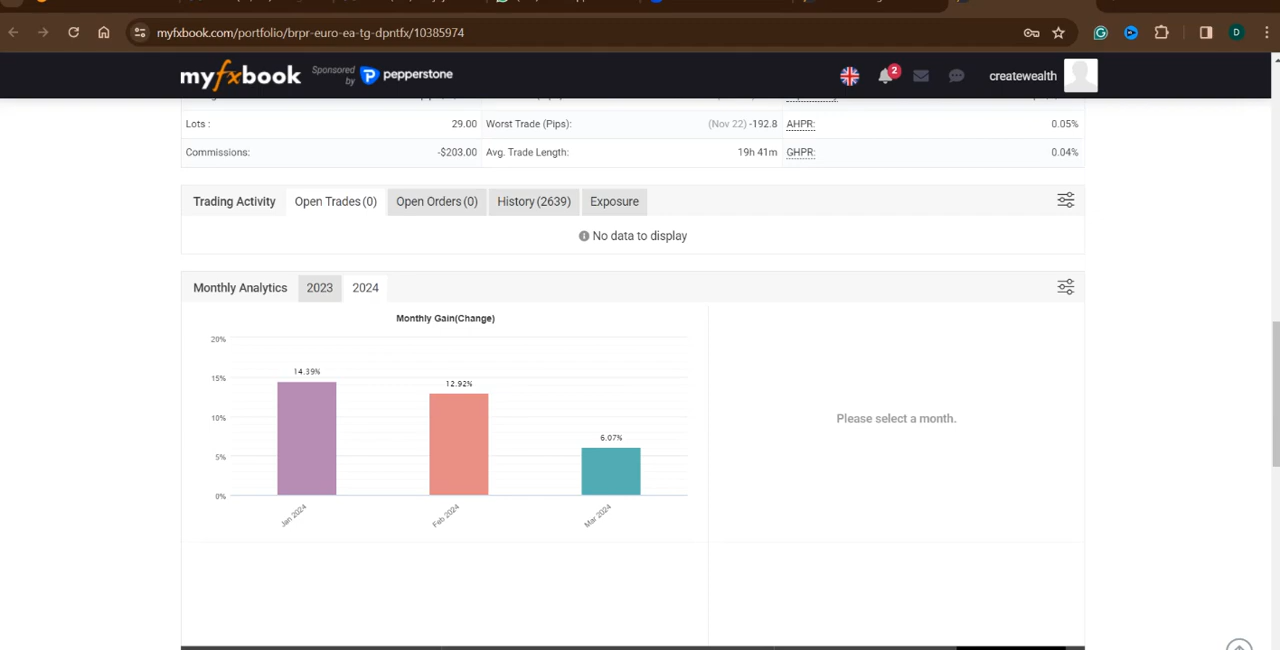 myfxbook.com/portfolio/brpr-euro-ea-tg-dpntfx/10385974
D
myfxbook Sponsored by pepperstone
2
createwealth
Lots : 29.00 Worst Trade (Pips): (Nov 22) -192.8 AHPR: 0.05%
Commissions: -$203.00 Avg. Trade Length: 19h 41m GHPR: 0.04%
Trading Activity Open Trades (0) Open Orders (0) History (2639) Exposure
No data to display
Monthly Analytics 2023 2024
Monthly Gain(Change)
20%
14.39%
15%
12.92%
10%
6.07%
5%
0%
Jan 2024 Feb 2024 Mar 2024
Please select a month.